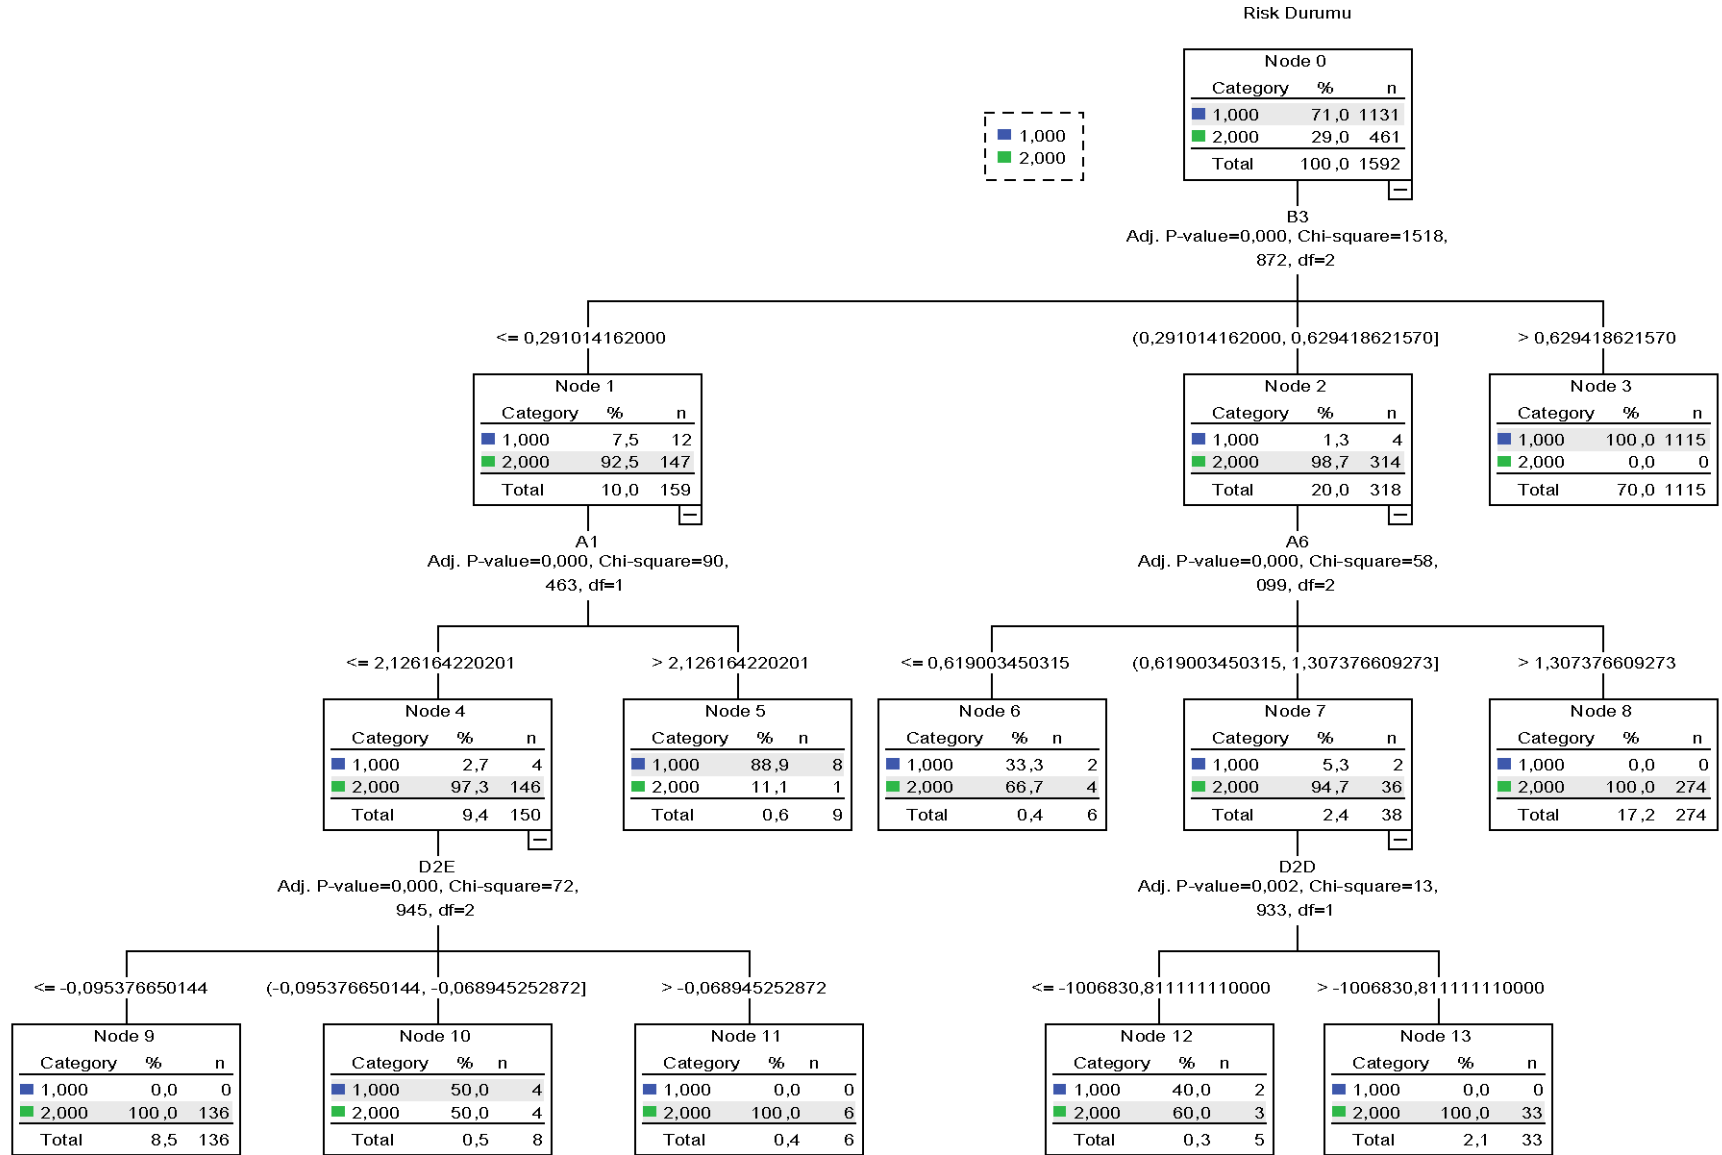 Risk Durumu
Node 0
Category % n
1,000 71,0 1131
2,000 29,0 461
Total 100,0 1592
1,000
2,000
B3
Adj. P-value=0,000, Chi-square=1518,
872, df=2
<= 0,291014162000
(0,291014162000, 0,629418621570]
> 0,629418621570
Node 1
Category % n
1,000 7,5 12
2,000 92,5 147
Total 10,0 159
Node 2
Category % n
1,000 1,3 4
2,000 98,7 314
Total 20,0 318
Node 3
Category % n
1,000 100,0 1115
2,000 0,0 0
Total 70,0 1115
A1
Adj. P-value=0,000, Chi-square=90,
463, df=1
A6
Adj. P-value=0,000, Chi-square=58,
099, df=2
<= 2,126164220201
> 2,126164220201
<= 0,619003450315
(0,619003450315, 1,307376609273]
> 1,307376609273
Node 4
Category % n
1,000 2,7 4
2,000 97,3 146
Total 9,4 150
Node 5
Category % n
1,000 88,9 8
2,000 11,1 1
Total 0,6 9
Node 6
Category % n
1,000 33,3 2
2,000 66,7 4
Total 0,4 6
Node 7
Category % n
1,000 5,3 2
2,000 94,7 36
Total 2,4 38
Node 8
Category % n
1,000 0,0 0
2,000 100,0 274
Total 17,2 274
D2E
Adj. P-value=0,000, Chi-square=72,
945, df=2
D2D
Adj. P-value=0,002, Chi-square=13,
933, df=1
<= -0,095376650144
(-0,095376650144, -0,068945252872]
> -0,068945252872
<= -1006830,811111110000
> -1006830,811111110000
Node 9
Category % n
1,000 0,0 0
2,000 100,0 136
Total 8,5 136
Node 10
Category % n
1,000 50,0 4
2,000 50,0 4
Total 0,5 8
Node 11
Category % n
1,000 0,0 0
2,000 100,0 6
Total 0,4 6
Node 12
Category % n
1,000 40,0 2
2,000 60,0 3
Total 0,3 5
Node 13
Category % n
1,000 0,0 0
2,000 100,0 33
Total 2,1 33